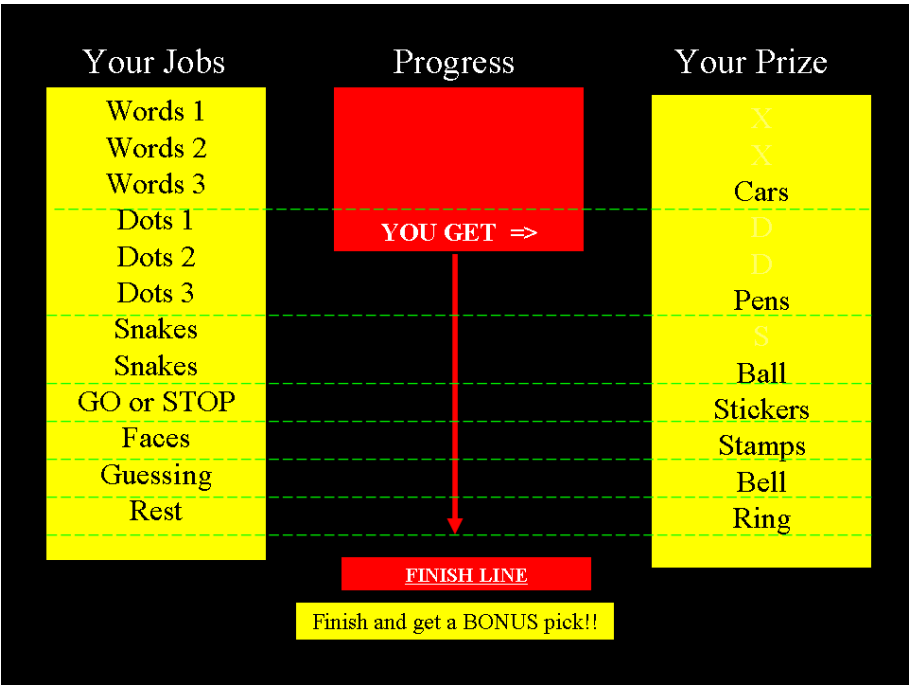 Your Jobs
Words 1
Words 2
Words 3
Dots 1
Dots 2
Dots 3
Snakes
Snakes
GO or STOP
Faces
Guessing
Rest
Progress
YOU GET =>
FINISH LINE
Finish and get a BONUS pick!!
Your Prize
X
X
Cars
D
D
Pens
S
Ball
Stickers
Stamps
Bell
Ring